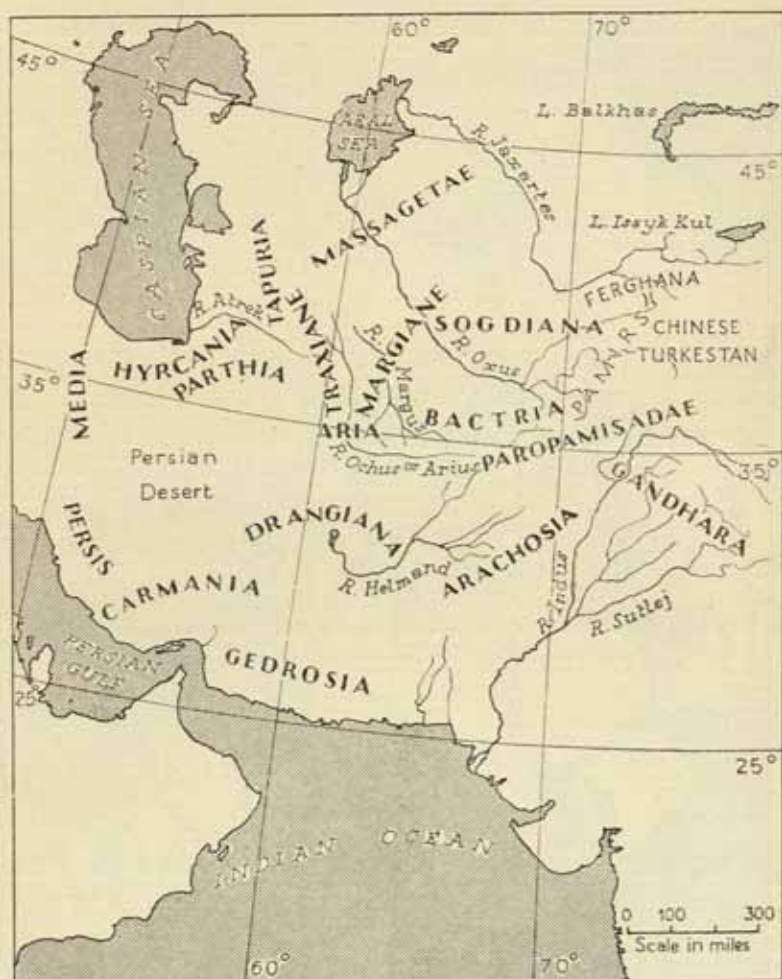 60°
70
45°
CASPIAN SEA
ARAL
SEA
L. Balkhas
R. Jaxartes
45°
MASSAGETAE
L. Issyk Kul
TAPURIA
FERGHANA
R. Atrek
TRAXIANE
MARGIANE
SOGDIANA
PAMIRS
CHINESE
TURKESTAN
HYRCANIA
PARTHIA
R. Margus
R. Oxus
35°
MEDIA
BACTRIA
ARIA
PAROPAMISADAE
35°
R. Ochus or Arius
Persian
Desert
GANDHARA
PERSIS
DRANGIANA
ARACHOSIA
R. Helmand
CARMANIA
R. Indus
R. Sutlej
PERSIAN
GULF
GEDROSIA
25°
25°
INDIAN OCEAN
0 100 300
Scale in miles
60°
70°